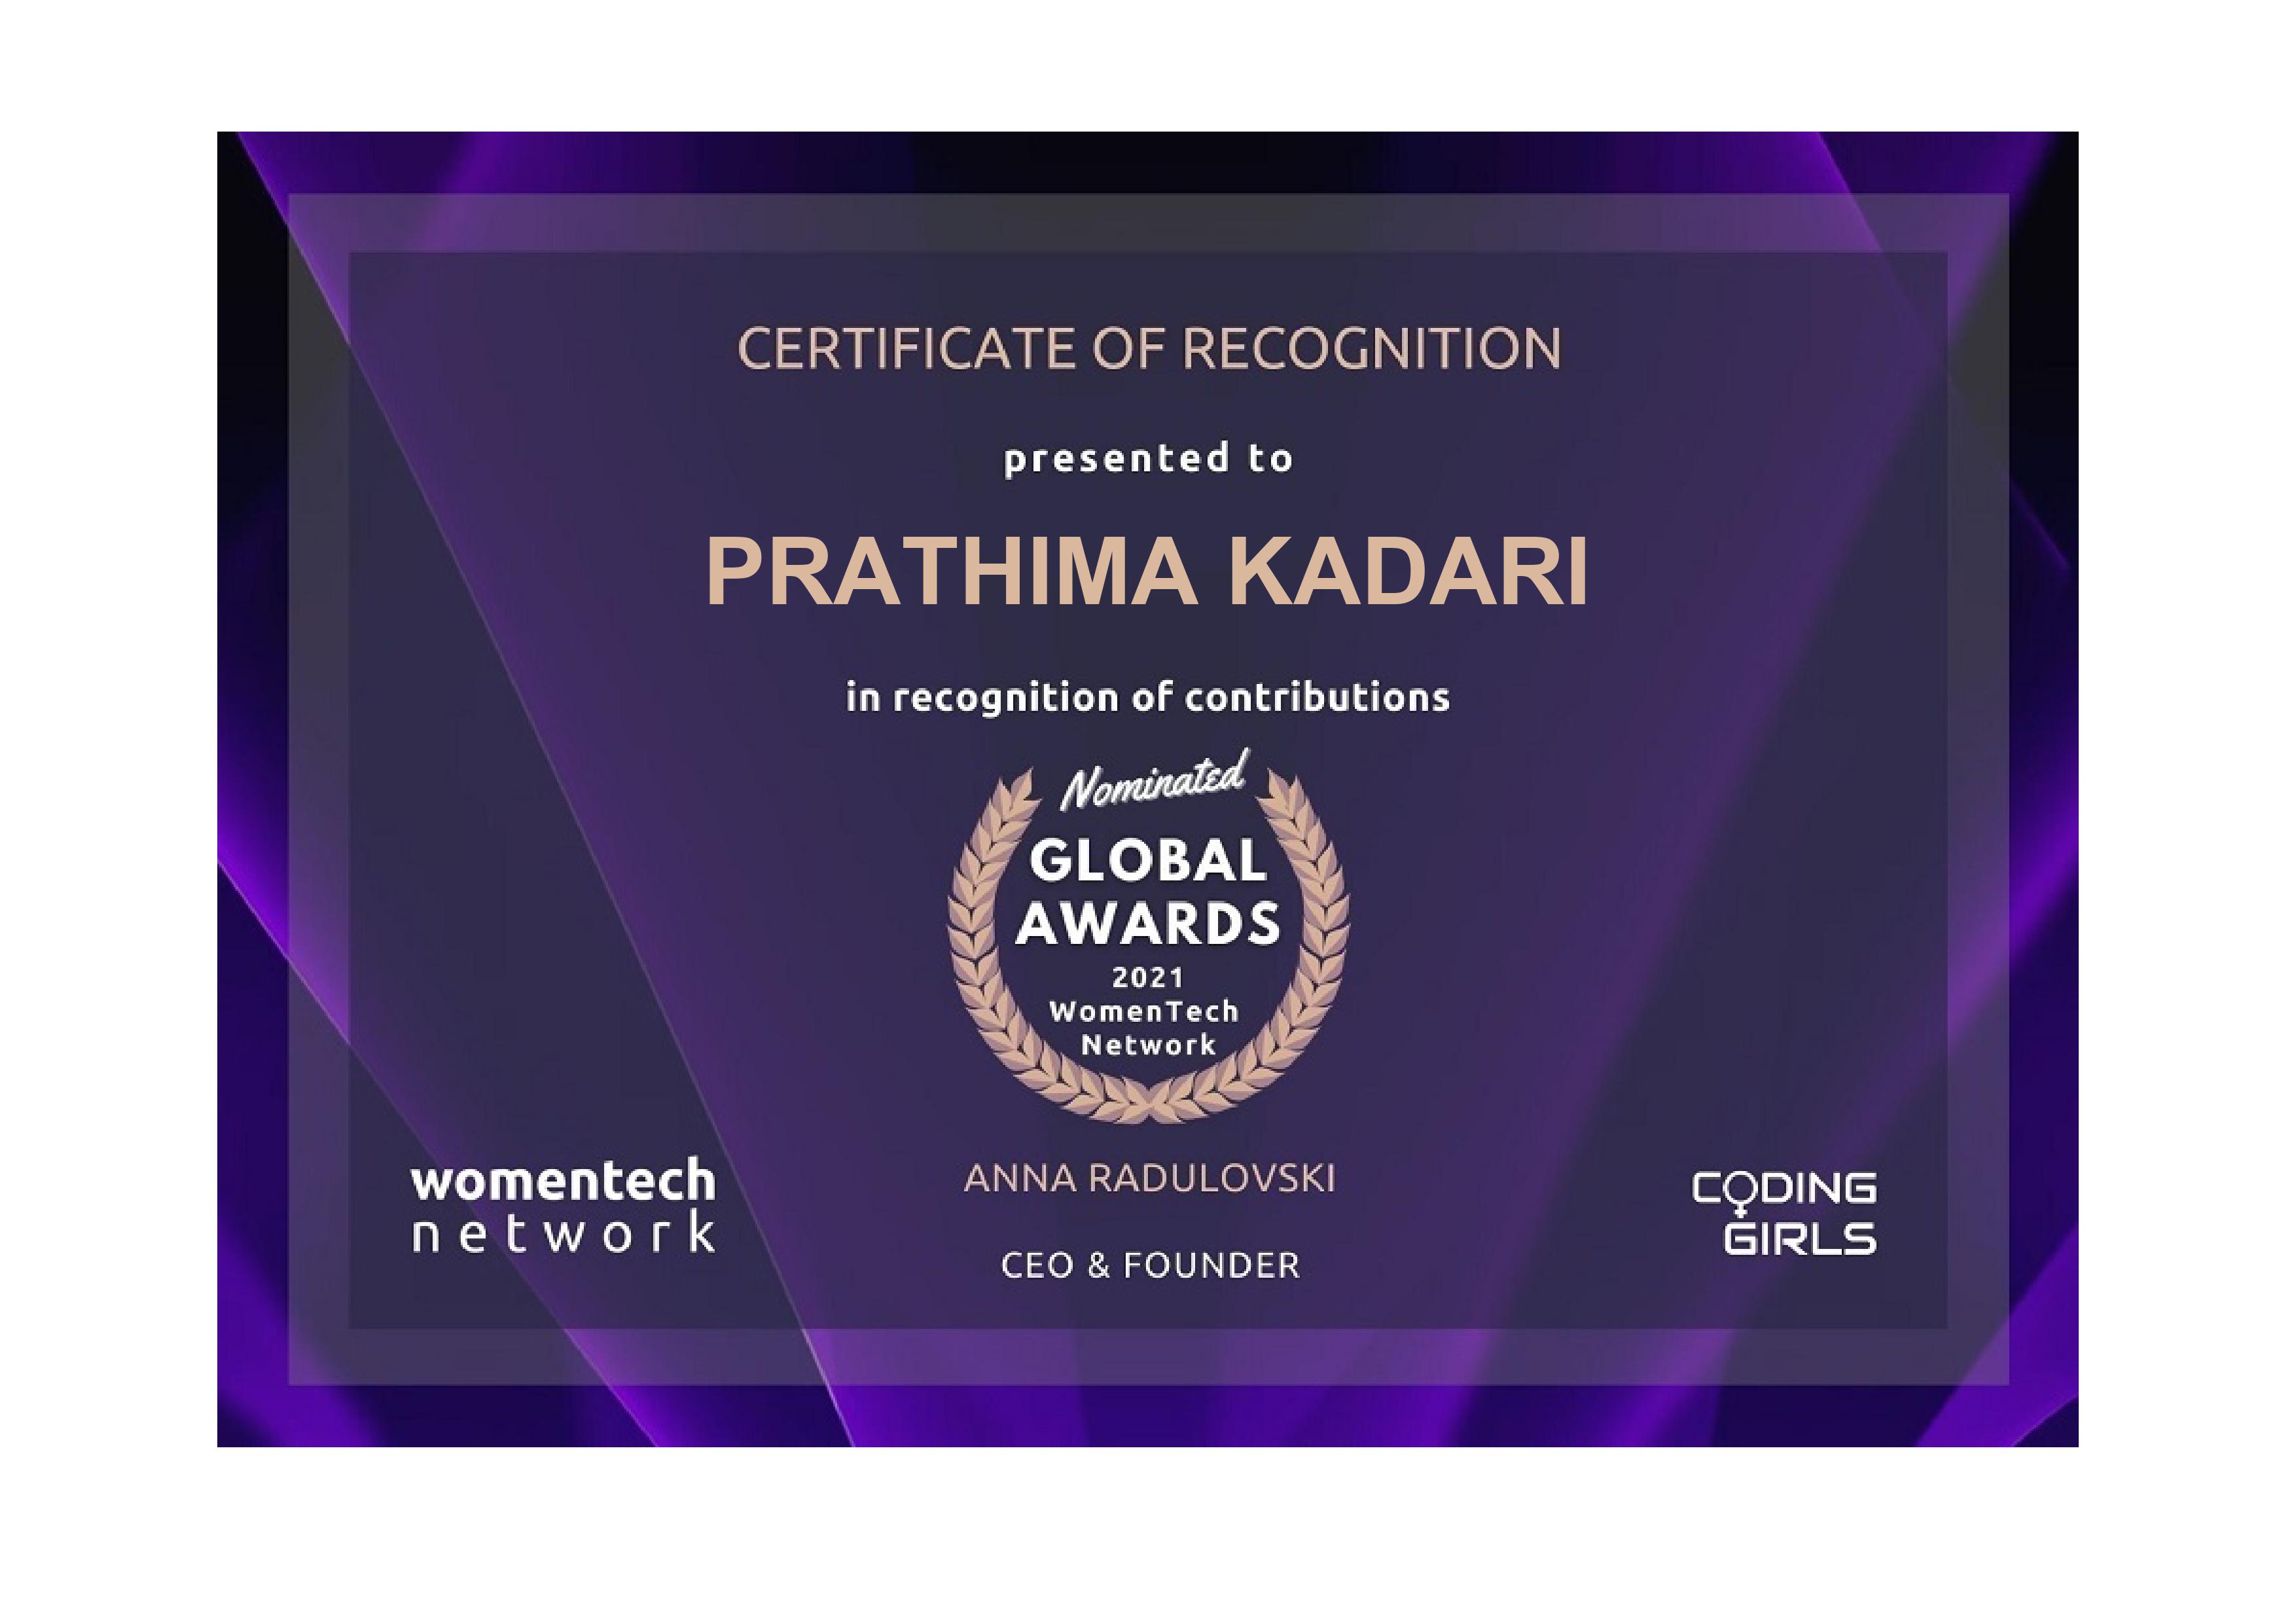 CERTIFICATE OF RECOGNITION
presented to
PRATHIMA KADARI
in recognition of contributions
Nominated
GLOBAL
AWARDS
2021
WomenTech
Network
womentech
network
ANNA RADULOVSKI
CEO & FOUNDER
CODING
GIRLS